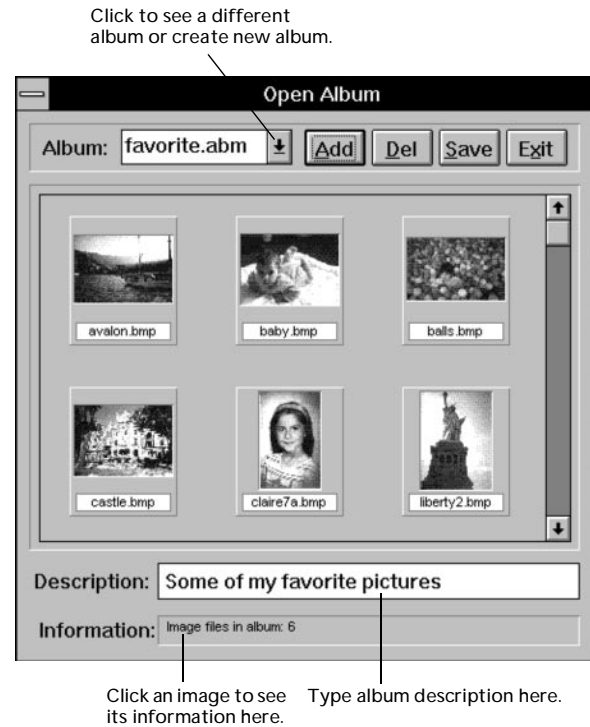 Click to see a different
album or create new album.
Open Album
Album: favorite.abm Add Del Save Exit
avalon.bmp baby.bmp balls.bmp
castle.bmp claire7a.bmp liberty2.bmp
Description: Some of my favorite pictures
Information: Image files in album: 6
Click an image to see Type album description here.
its information here.